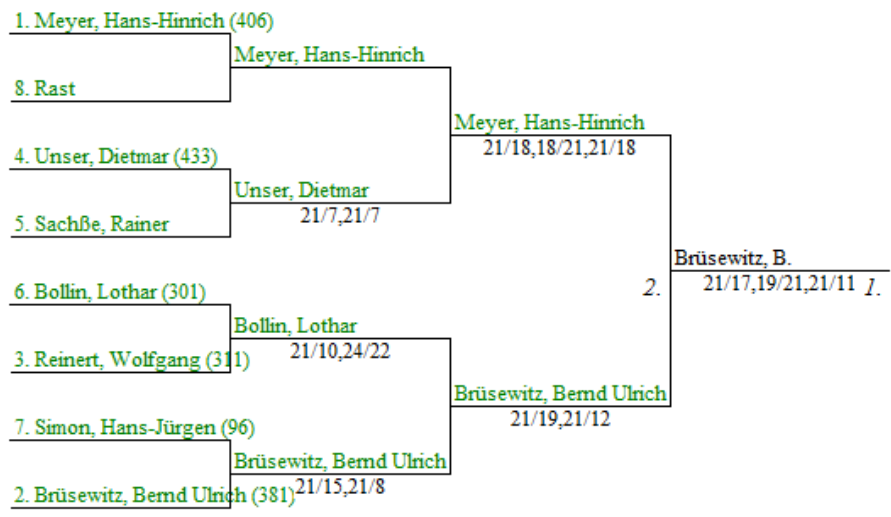 1. Meyer, Hans-Hinrich (406)
Meyer, Hans-Hinrich
8. Rast
Meyer, Hans-Hinrich
21/18,18/21,21/18
4. Unser, Dietmar (433)
Unser, Dietmar
21/7,21/7
5. Sachße, Rainer
Brüsewitz, B.
21/17,19/21,21/11
2.
1.
6. Bollin, Lothar (301)
Bollin, Lothar
21/10,24/22
3. Reinert, Wolfgang (311)
Brüsewitz, Bernd Ulrich
21/19,21/12
7. Simon, Hans-Jürgen (96)
Brüsewitz, Bernd Ulrich
21/15,21/8
2. Brüsewitz, Bernd Ulrich (381)